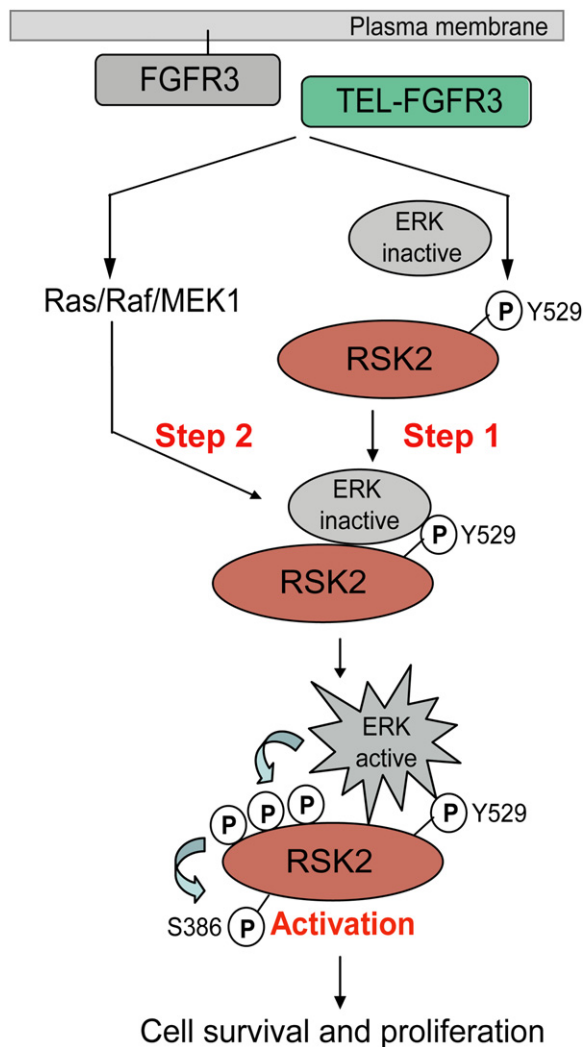 Plasma membrane
FGFR3
TEL-FGFR3
ERK
inactive
Ras/Raf/MEK1
P Y529
RSK2
Step 2
Step 1
ERK
inactive
P Y529
RSK2
ERK
active
P P P
P Y529
RSK2
S386 P Activation
Cell survival and proliferation